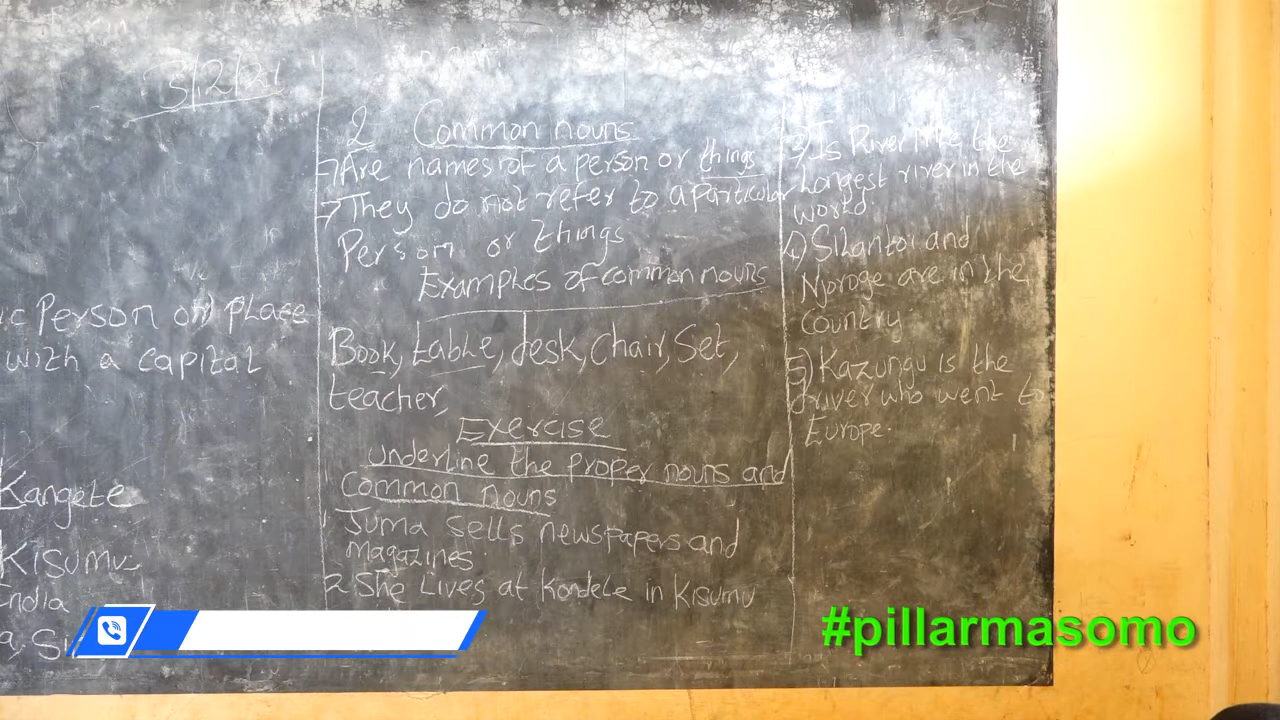 3/2/21
Person or place
with a capital
Kangete
Kisumu
India
2 Common nouns
→Are names of a person or things
→They do not refer to a particular
Person or things
Examples of common nouns
Book, table, desk, Chair, Set,
teacher,
Exercise
underline the proper nouns and
Common nouns
1 Juma sells newspapers and
Magazines.
2. She Lives at Kondele in Kisumu
3) Is River Nile the
Longest river in the
world.
4) Silantoi and
Njoroge are in the
Country.
5) Kazungu is the
driver who went to
Europe.
#pillarmasomo